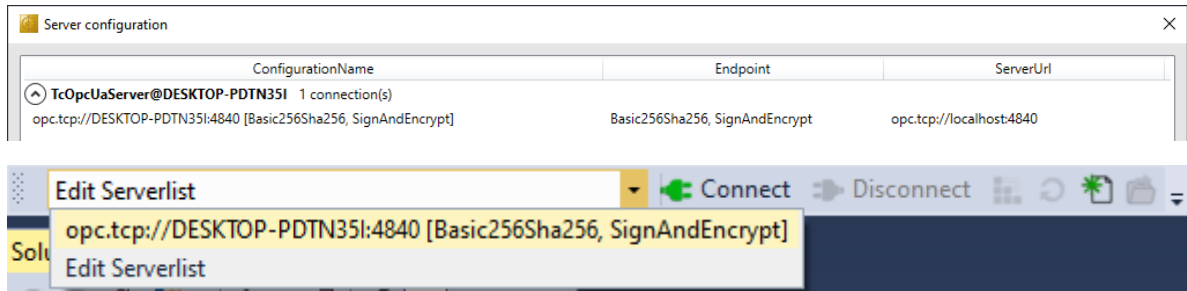 Server configuration
ConfigurationName Endpoint ServerUrl
TcOpcUaServer@DESKTOP-PDTN35I 1 connection(s)
opc.tcp://DESKTOP-PDTN35I:4840 [Basic256Sha256, SignAndEncrypt] Basic256Sha256, SignAndEncrypt opc.tcp://localhost:4840
Edit Serverlist Connect Disconnect
opc.tcp://DESKTOP-PDTN35I:4840 [Basic256Sha256, SignAndEncrypt]
Solu
Edit Serverlist